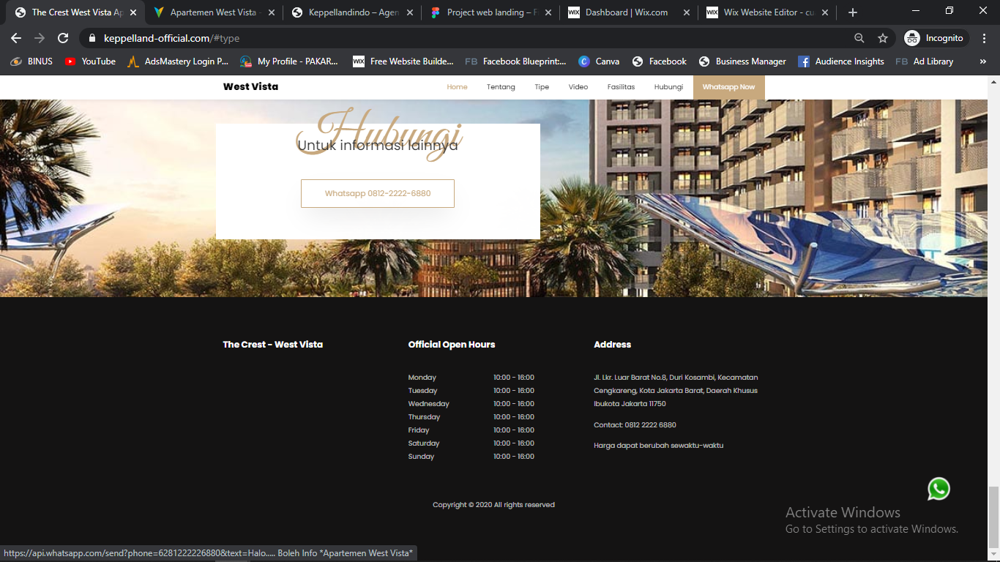 The Crest West Vista Ap
Apartemen West Vista -
Keppellandindo – Agen
Project web landing – F
WIX Dashboard | Wix.com
WIX Wix Website Editor - cu
keppelland-official.com/#type
Incognito
BINUS
YouTube
AdsMastery Login P...
My Profile - PAKAR...
WIX Free Website Builde...
FB Facebook Blueprint:...
C Canva
Facebook
Business Manager
f Audience Insights
FB Ad Library
»
West Vista
Home Tentang Tipe Video Fasilitas Hubungi Whatsapp Now
Hubungi
Untuk informasi lainnya
Whatsapp 0812-2222-6880
The Crest - West Vista
Official Open Hours
Monday 10:00 - 16:00
Tuesday 10:00 - 16:00
Wednesday 10:00 - 16:00
Thursday 10:00 - 16:00
Friday 10:00 - 16:00
Saturday 10:00 - 16:00
Sunday 10:00 - 16:00
Address
Jl. Lkr. Luar Barat No.8, Duri Kosambi, Kecamatan
Cengkareng, Kota Jakarta Barat, Daerah Khusus
Ibukota Jakarta 11750
Contact: 0812 2222 6880
Harga dapat berubah sewaktu-waktu
Copyright © 2020 All rights reserved
Activate Windows
Go to Settings to activate Windows.
https://api.whatsapp.com/send?phone=6281222226880&text=Halo..... Boleh Info *Apartemen West Vista*